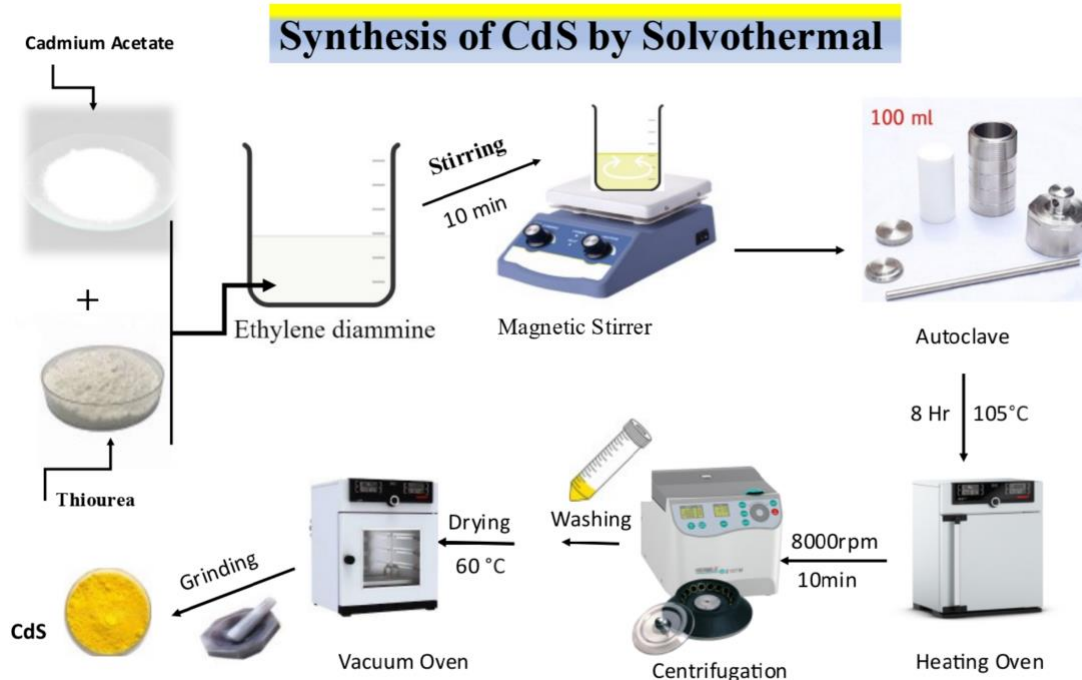 Synthesis of CdS by Solvothermal
Cadmium Acetate
+
Thiourea
Ethylene diammine
Stirring
10 min
Magnetic Stirrer
100 ml
Autoclave
8 Hr
105°C
Heating Oven
8000rpm
10min
Centrifugation
Washing
Drying
60 °C
Vacuum Oven
Grinding
CdS